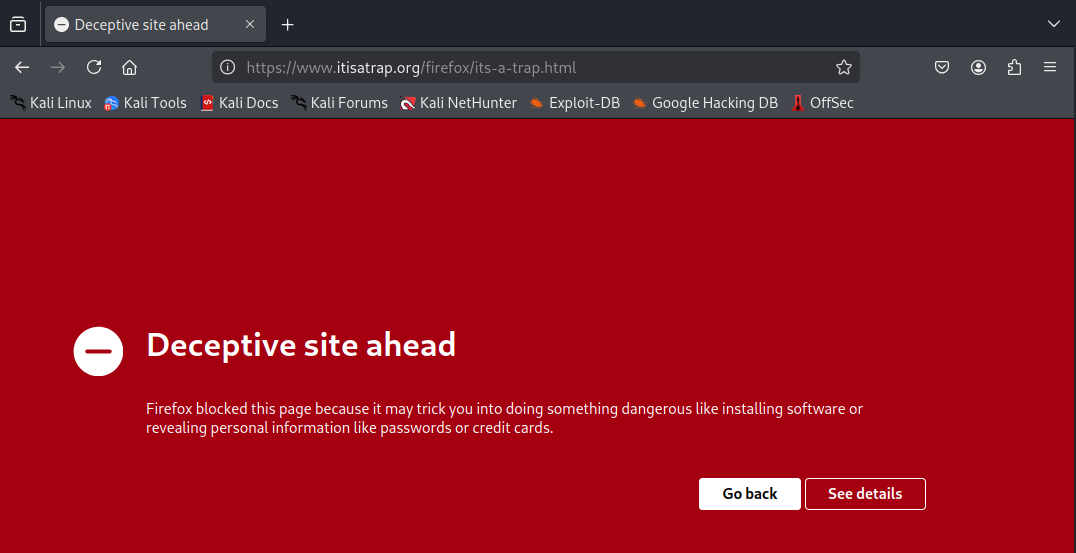 Deceptive site ahead
https://www.itisatrap.org/firefox/its-a-trap.html
Kali Linux Kali Tools Kali Docs Kali Forums Kali NetHunter Exploit-DB Google Hacking DB OffSec
Deceptive site ahead
Firefox blocked this page because it may trick you into doing something dangerous like installing software or
revealing personal information like passwords or credit cards.
Go back See details